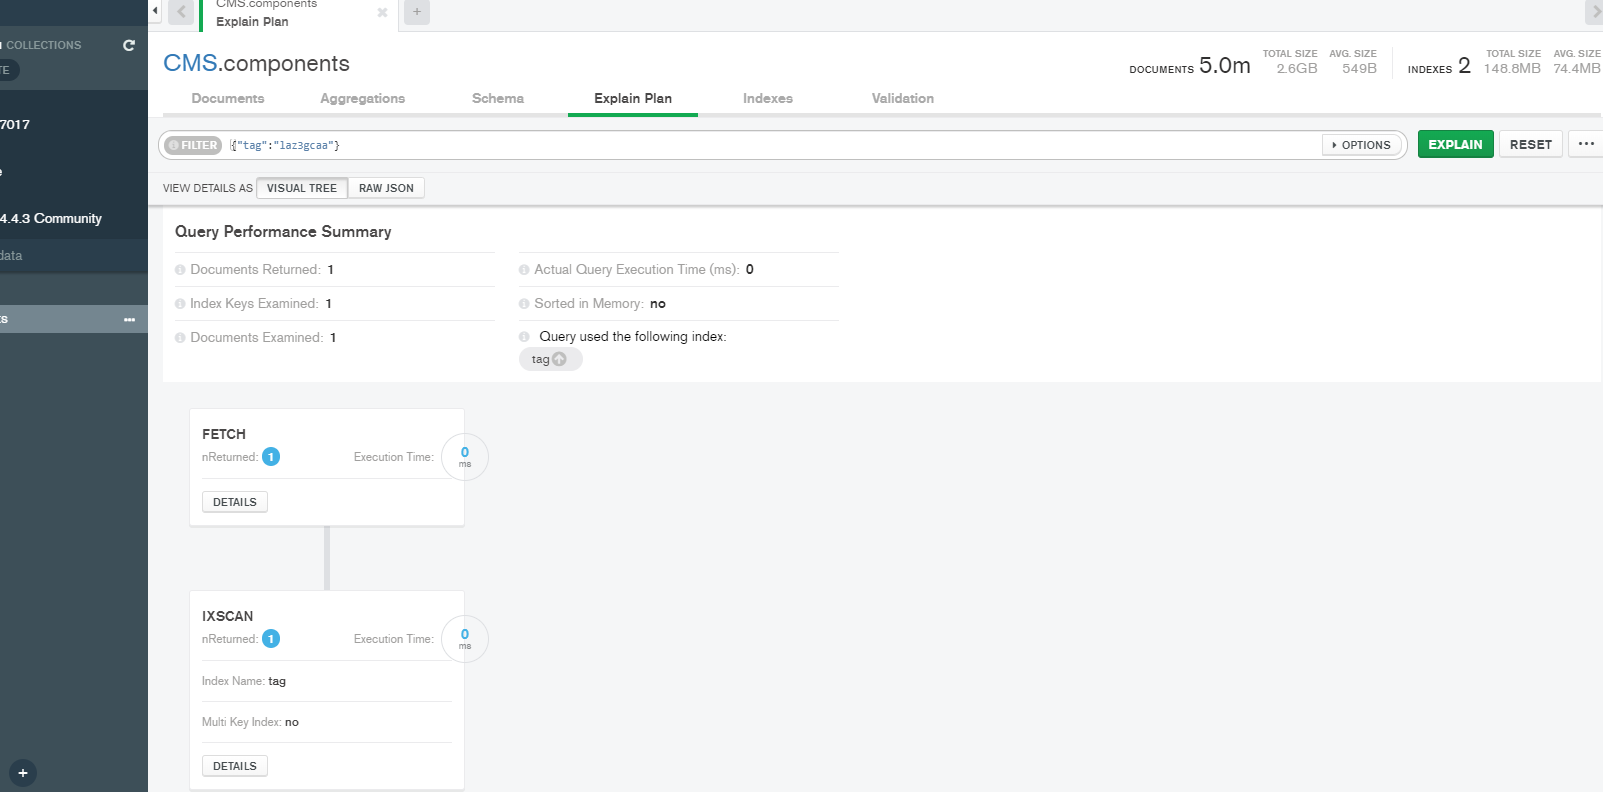 CMS.components
Explain Plan
COLLECTIONS
TE
7017
e
4.4.3 Community
data
ts
CMS.components
DOCUMENTS 5.0m
TOTAL SIZE AVG. SIZE
2.6GB 549B
INDEXES 2
TOTAL SIZE AVG. SIZE
148.8MB 74.4MB
Documents Aggregations Schema Explain Plan Indexes Validation
FILTER {"tag":"laz3gcaa"} OPTIONS EXPLAIN RESET ...
VIEW DETAILS AS VISUAL TREE RAW JSON
Query Performance Summary
Documents Returned: 1
Index Keys Examined: 1
Documents Examined: 1
Actual Query Execution Time (ms): 0
Sorted in Memory: no
Query used the following index:
tag
FETCH
nReturned: 1 Execution Time: 0 ms
DETAILS
IXSCAN
nReturned: 1 Execution Time: 0 ms
Index Name: tag
Multi Key Index: no
DETAILS